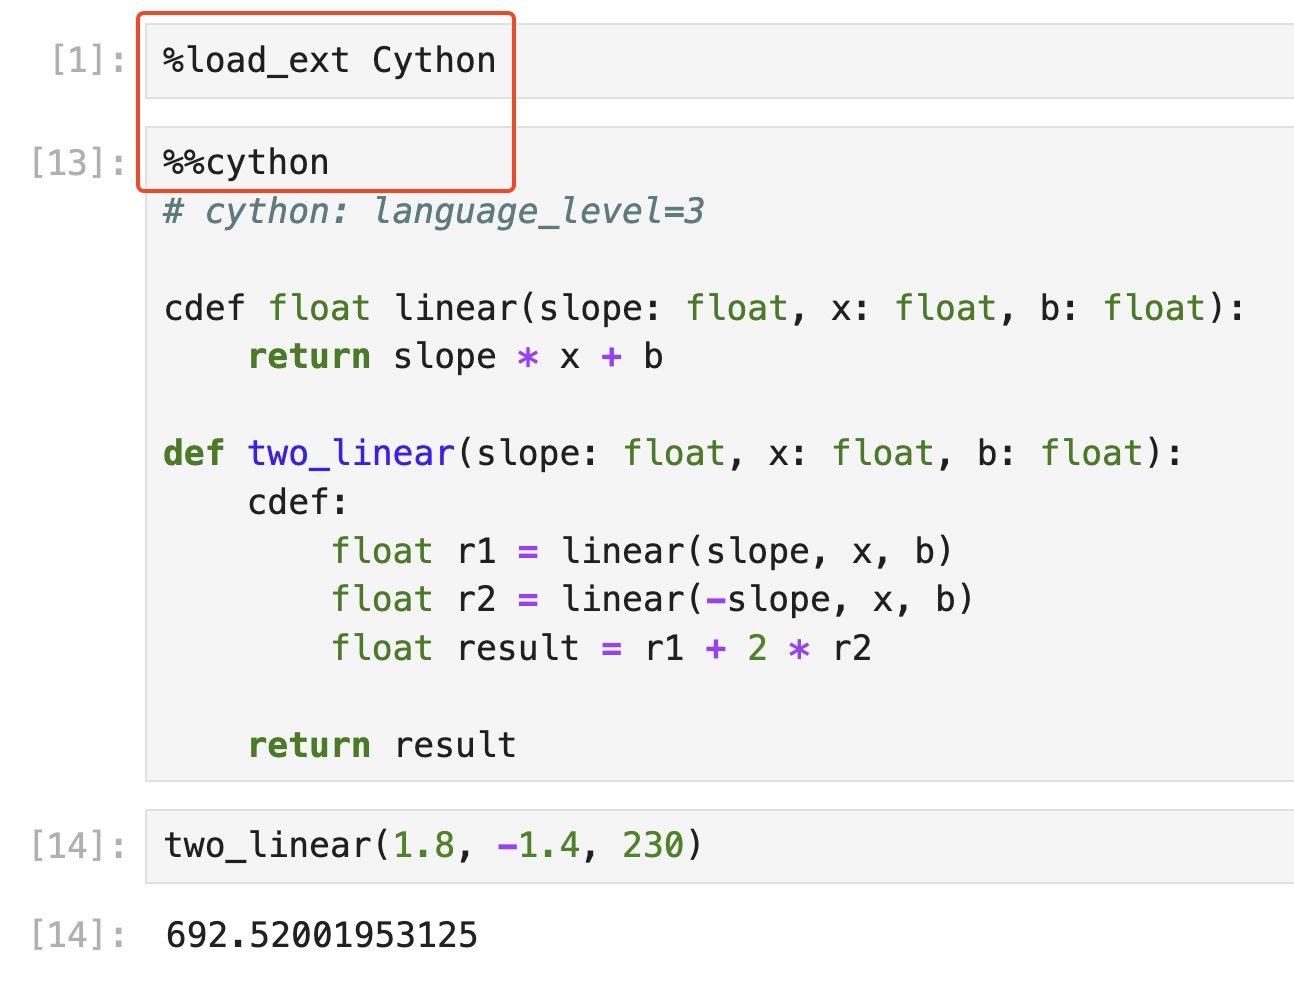 [1]: %load_ext Cython
[13]: %%cython
# cython: language_level=3
cdef float linear(slope: float, x: float, b: float):
    return slope * x + b
def two_linear(slope: float, x: float, b: float):
    cdef:
        float r1 = linear(slope, x, b)
        float r2 = linear(-slope, x, b)
        float result = r1 + 2 * r2
    return result
[14]: two_linear(1.8, -1.4, 230)
[14]: 692.52001953125